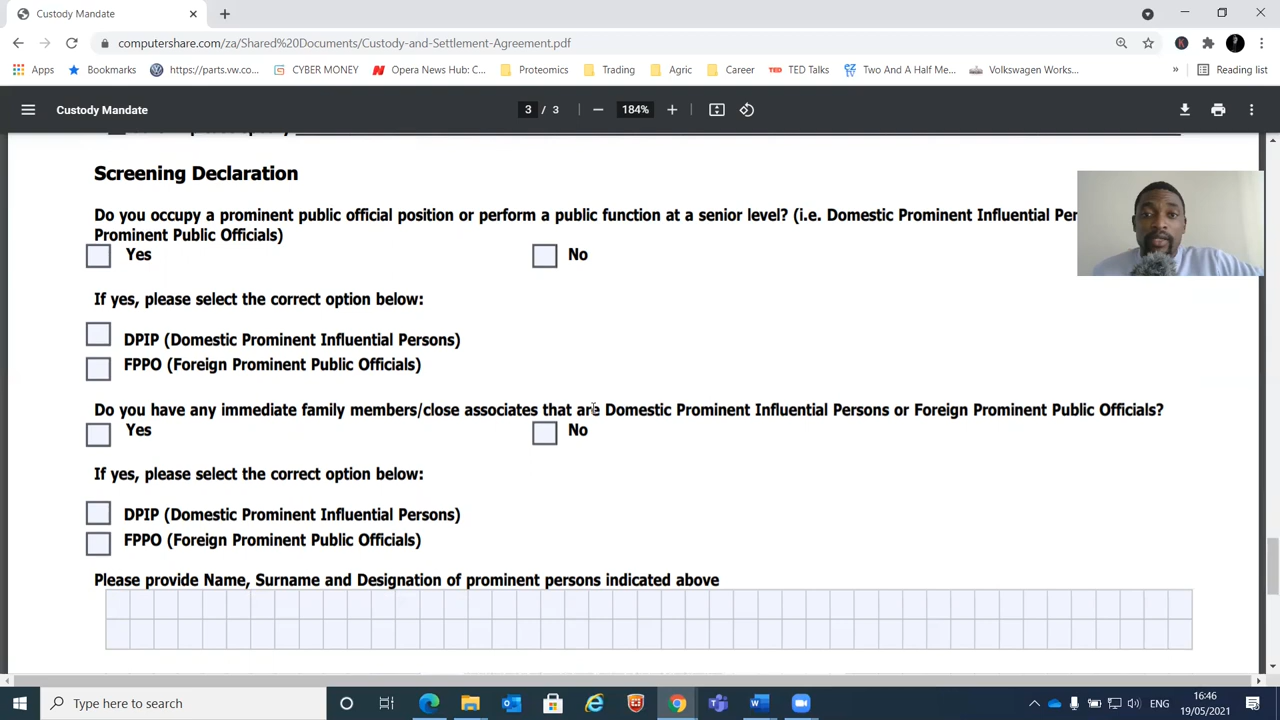 Custody Mandate
computershare.com/za/Shared%20Documents/Custody-and-Settlement-Agreement.pdf
Apps Bookmarks https://parts.vw.co... CYBER MONEY Opera News Hub: C... Proteomics Trading Agric Career TED TED Talks Two And A Half Me... Volkswagen Works... » Reading list
Custody Mandate 3 / 3 184%
Screening Declaration
Do you occupy a prominent public official position or perform a public function at a senior level? (i.e. Domestic Prominent Influential Per
Prominent Public Officials)
Yes No
If yes, please select the correct option below:
DPIP (Domestic Prominent Influential Persons)
FPPO (Foreign Prominent Public Officials)
Do you have any immediate family members/close associates that are Domestic Prominent Influential Persons or Foreign Prominent Public Officials?
Yes No
If yes, please select the correct option below:
DPIP (Domestic Prominent Influential Persons)
FPPO (Foreign Prominent Public Officials)
Please provide Name, Surname and Designation of prominent persons indicated above
Type here to search
ENG
16:46
19/05/2021